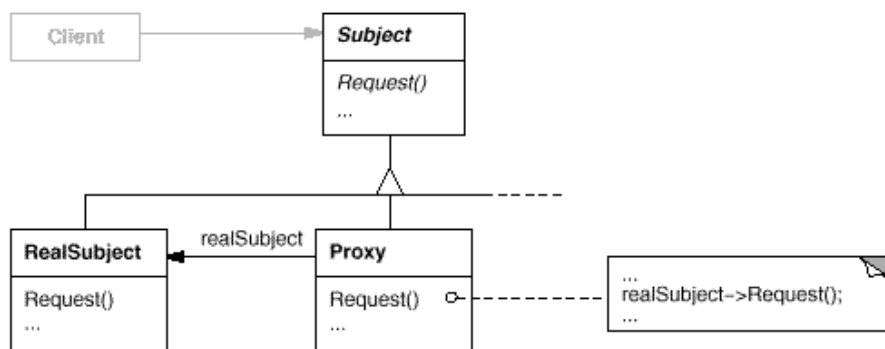 Client
Subject
Request()
...
RealSubject
Request()
...
realSubject
Proxy
Request()
...
...
realSubject->Request();
...